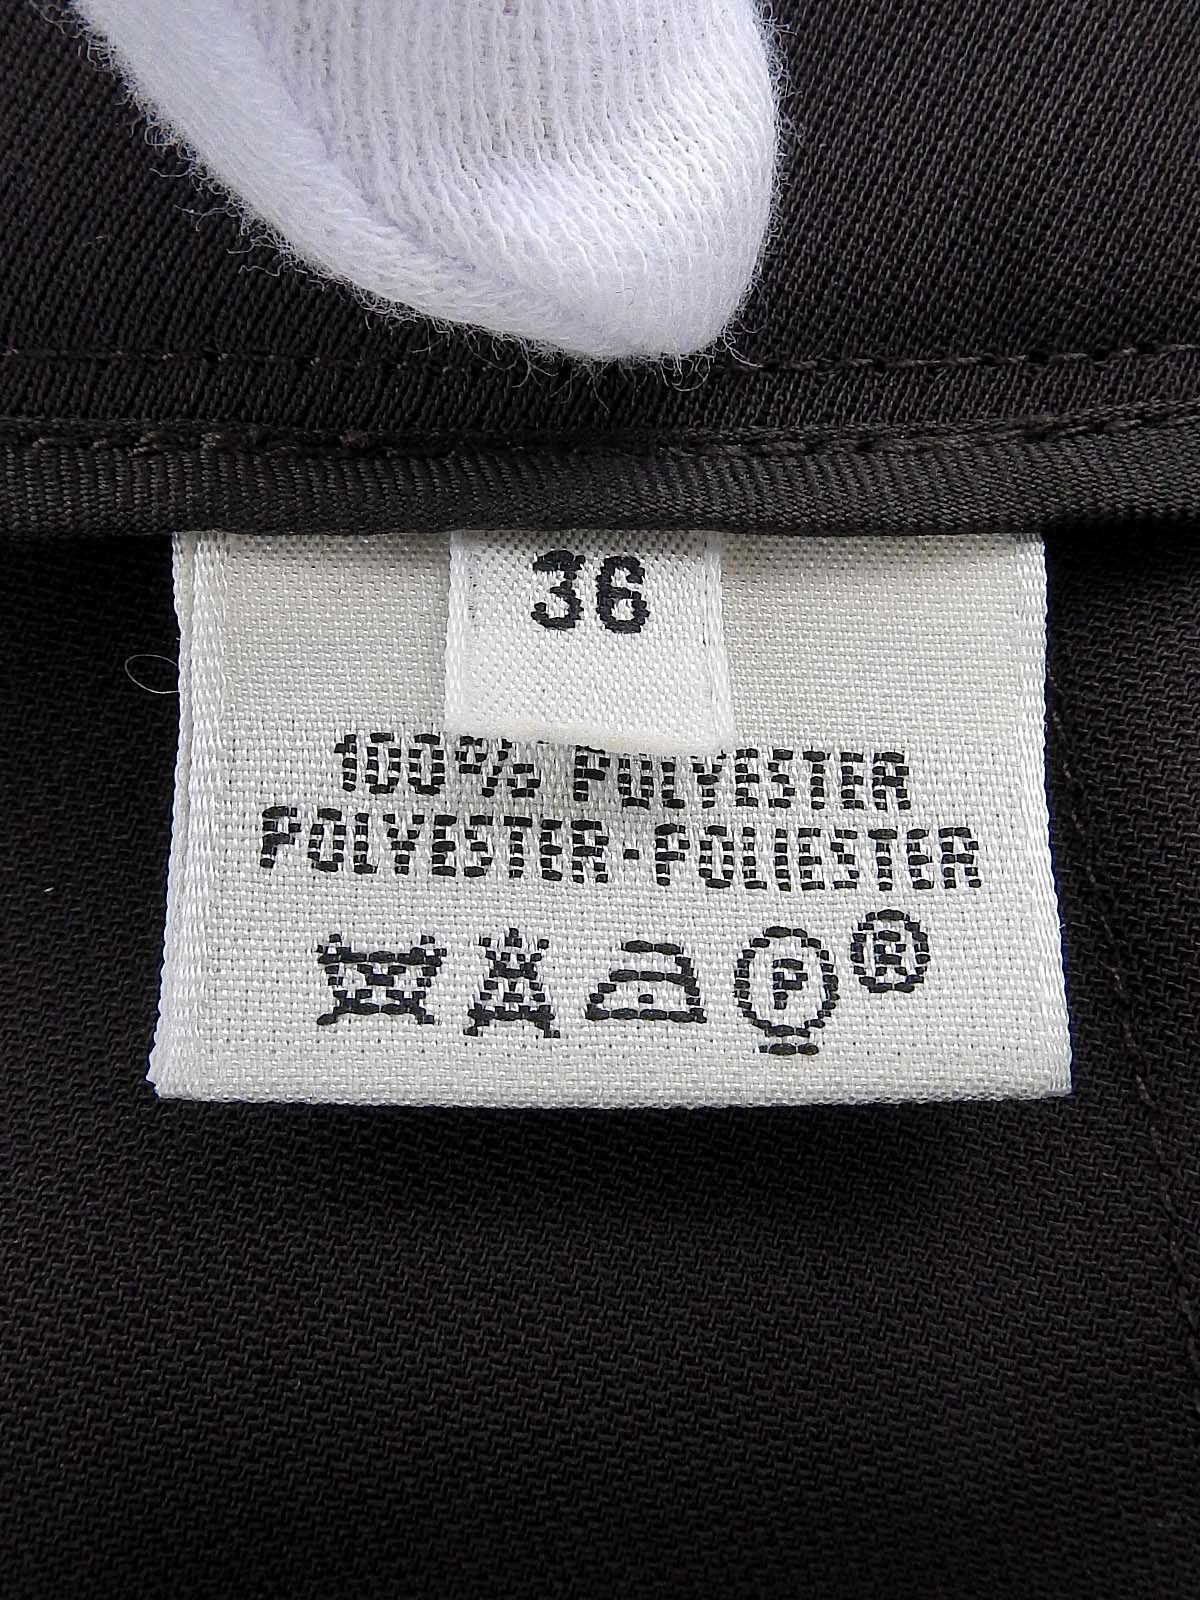 36
100% POLYESTER
POLYESTER-POLIESTER
P ®